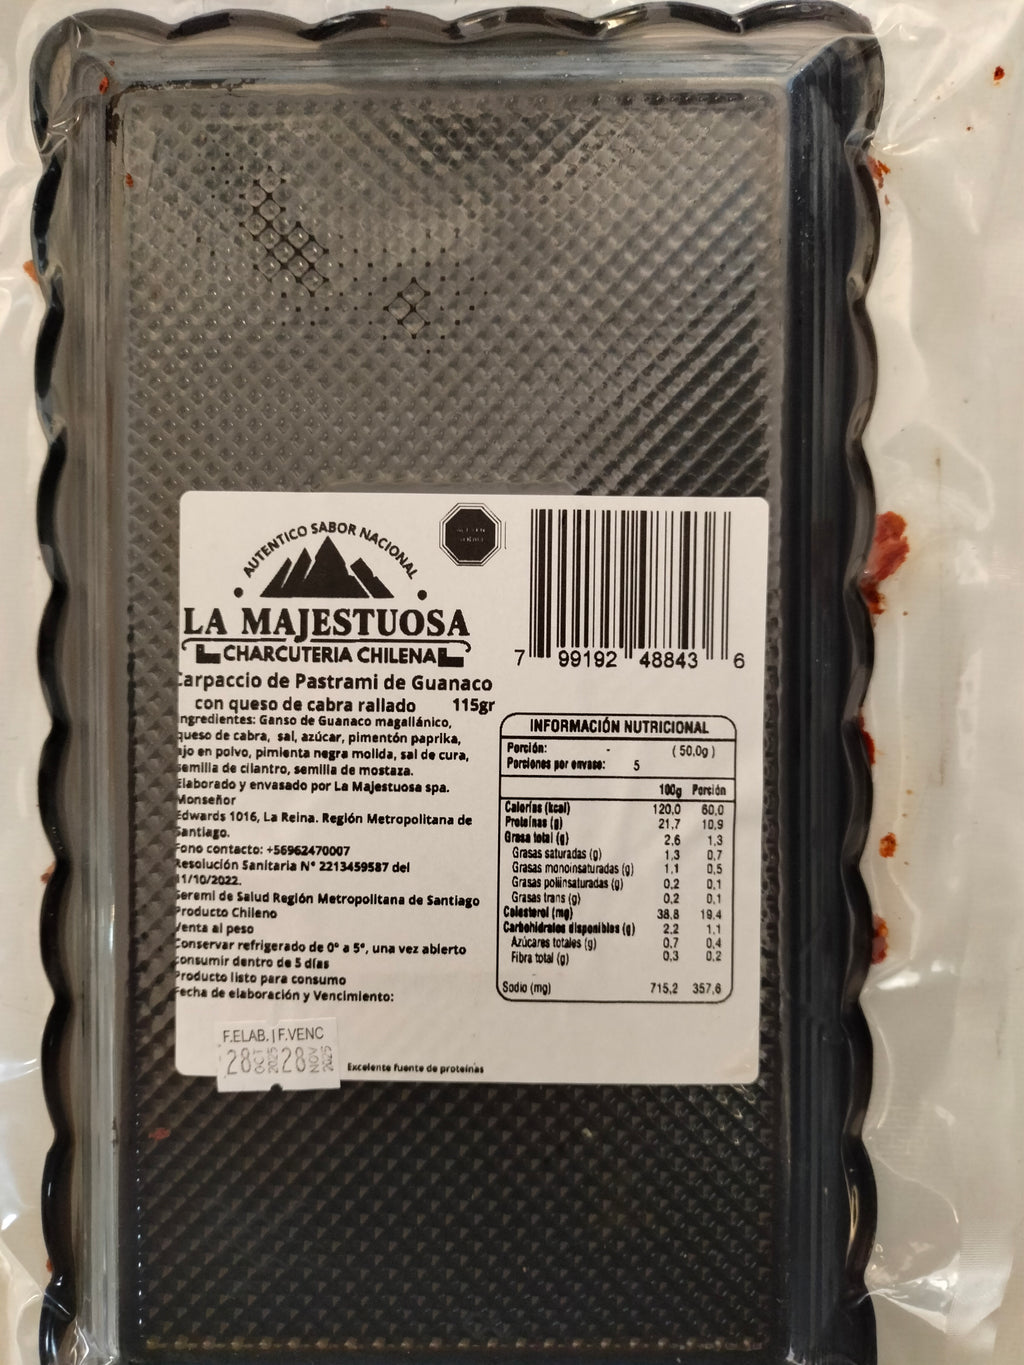 AUTENTICO SABOR NACIONAL
LA MAJESTUOSA
CHARCUTERIA CHILENA
7 99192 48843 6
Carpaccio de Pastrami de Guanaco
con queso de cabra rallado 115gr
Ingredientes: Ganso de Guanaco magallánico,
queso de cabra, sal, azúcar, pimentón paprika,
ajo en polvo, pimienta negra molida, sal de cura,
semilla de cilantro, semilla de mostaza.
Elaborado y envasado por La Majestuosa spa.
Monseñor
Edwards 1016, La Reina. Región Metropolitana de
Santiago.
Fono contacto: +56962470007
Resolución Sanitaria N° 2213459587 del
11/10/2022.
Seremi de Salud Región Metropolitana de Santiago
Producto Chileno
Venta al peso
Conservar refrigerado de 0° a 5°, una vez abierto
consumir dentro de 5 días
Producto listo para consumo
Fecha de elaboración y Vencimiento:
F.ELAB. | F.VENC
28 OCT 2025 28 NOV 2025
Excelente fuente de proteínas
INFORMACIÓN NUTRICIONAL
Porción: - ( 50.0g )
Porciones por envase: 5
100g Porción
Calorías (kcal) 120,0 60,0
Proteínas (g) 21,7 10,9
Grasa total (g) 2,6 1,3
Grasas saturadas (g) 1,3 0,7
Grasas monoinsaturadas (g) 1,1 0,5
Grasas poliinsaturadas (g) 0,2 0,1
Grasas trans (g) 0,2 0,1
Colesterol (mg) 38,8 19,4
Carbohidratos disponibles (g) 2,2 1,1
Azúcares totales (g) 0,7 0,4
Fibra total (g) 0,3 0,2
Sodio (mg) 715,2 357,6